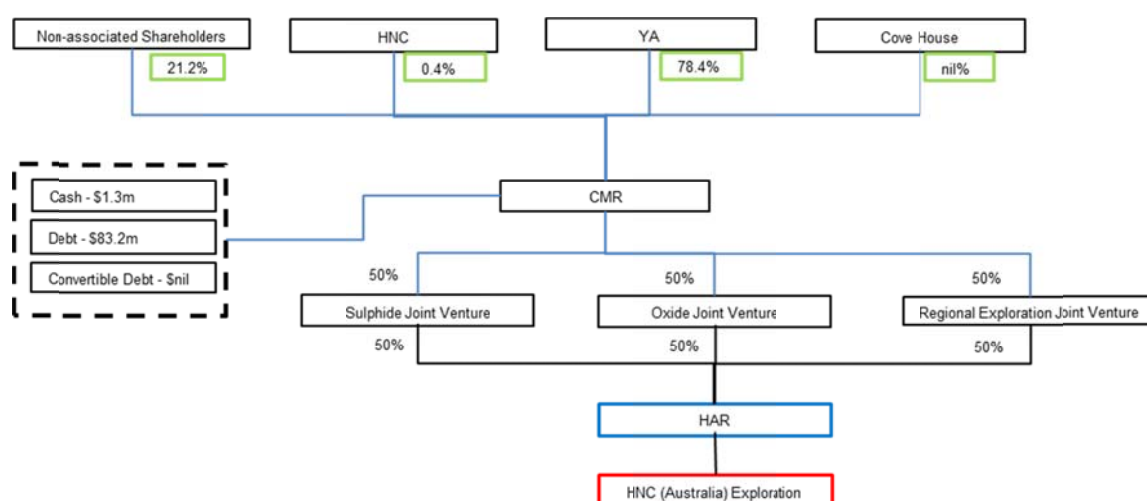 Non-associated Shareholders
HNC
YA
Cove House
21.2%
0.4%
78.4%
nil%
Cash - $1.3m
Debt - $83.2m
Convertible Debt - $nil
CMR
50%
50%
50%
Sulphide Joint Venture
Oxide Joint Venture
Regional Exploration Joint Venture
50%
50%
50%
HAR
HNC (Australia) Exploration